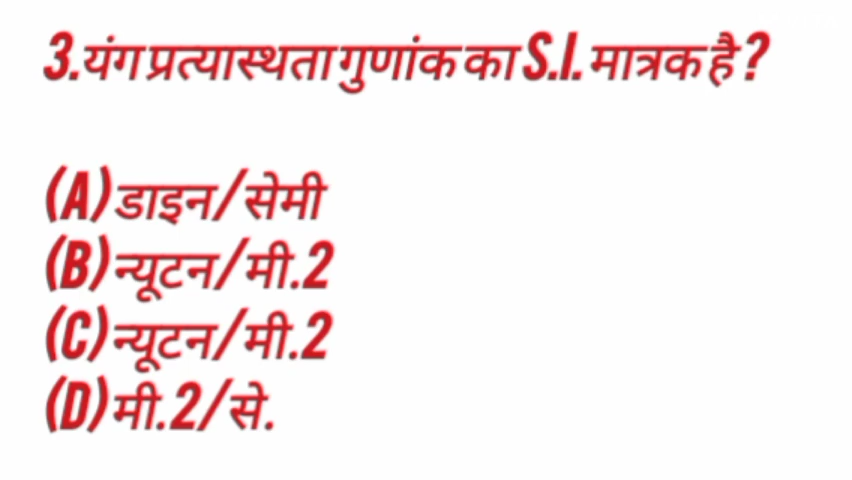 3.यंग प्रत्यास्थता गुणांक का S.I. मात्रक है ?
(A) डाइन/सेमी
(B) न्यूटन/मी.2
(C) न्यूटन/मी.2
(D) मी.2/से.